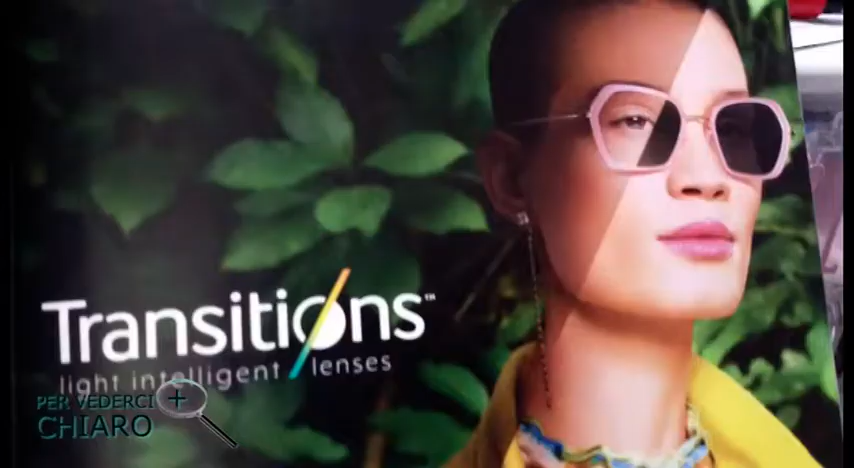 Transitions™
light intelligent lenses
PER VEDERCI
CHIARO